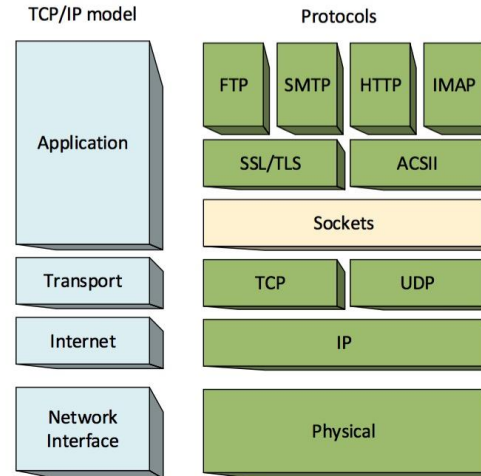 TCP/IP model
Protocols
FTP
SMTP
HTTP
IMAP
Application
SSL/TLS
ACSII
Sockets
Transport
TCP
UDP
Internet
IP
Network
Interface
Physical